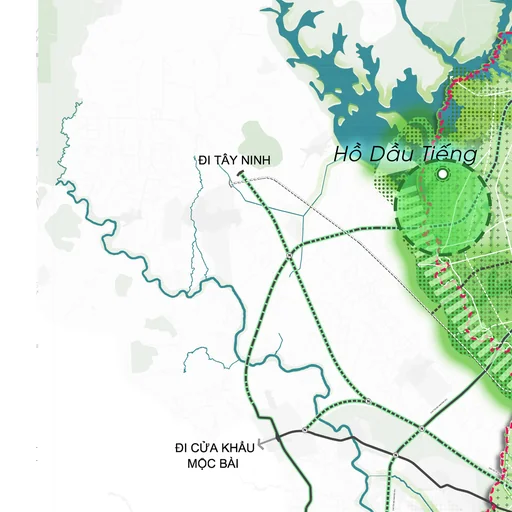 ĐI TÂY NINH
Hồ Dầu Tiếng
ĐI CỬA KHẨU
MỘC BÀI